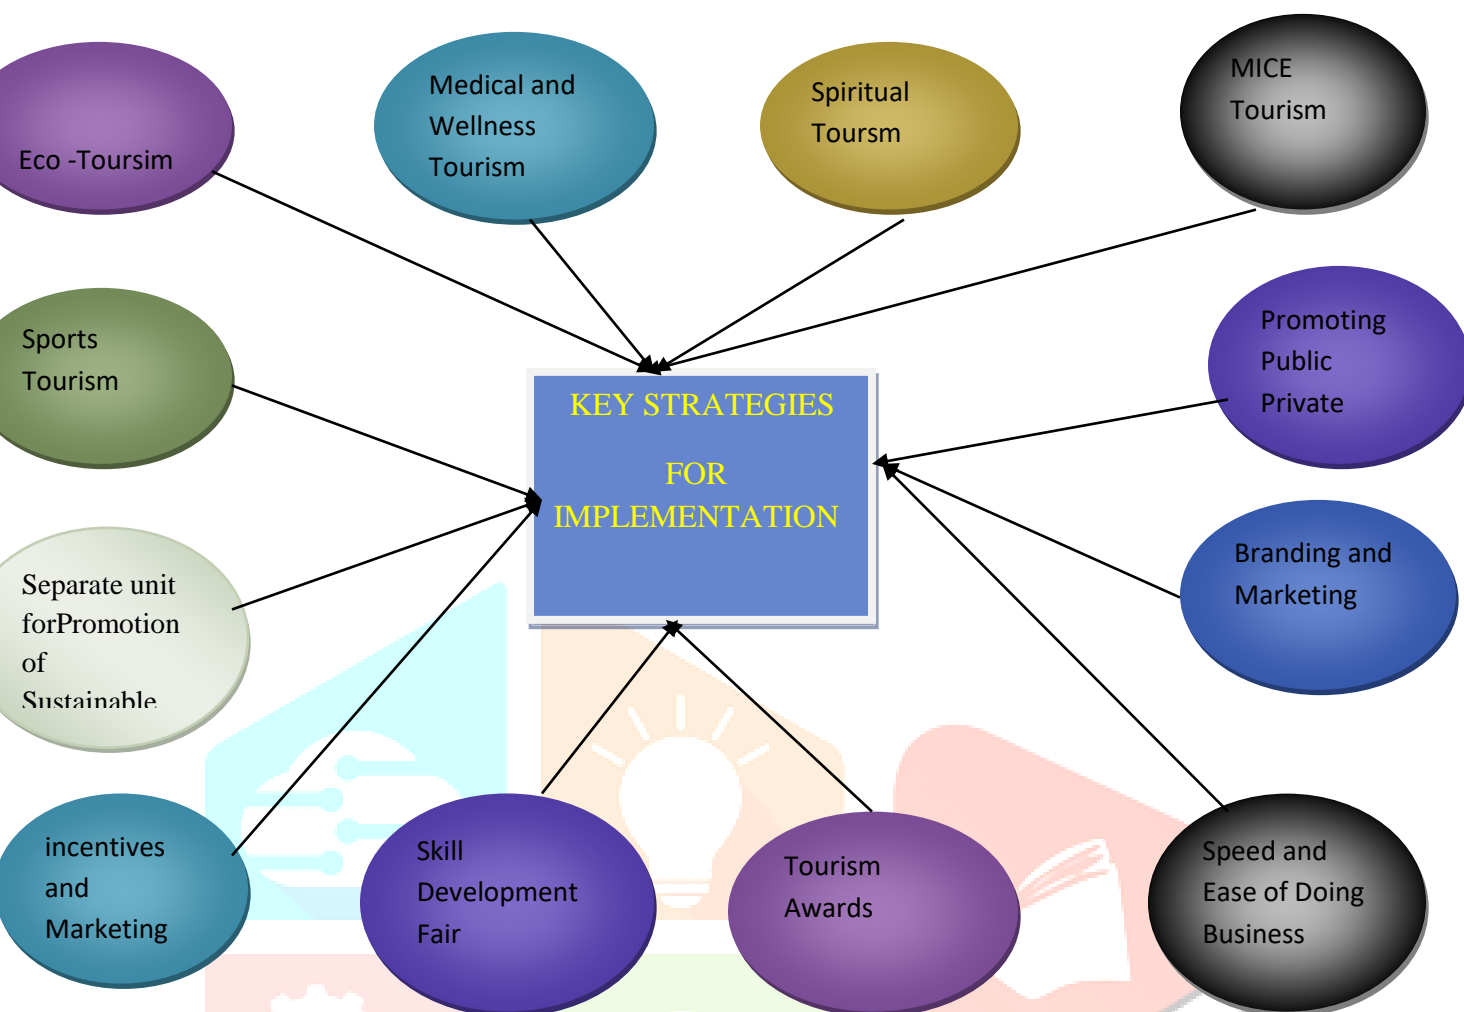 Eco -Toursim
Medical and
Wellness
Tourism
Spiritual
Toursm
MICE
Tourism
Sports
Tourism
KEY STRATEGIES
FOR
IMPLEMENTATION
Promoting
Public
Private
Separate unit
forPromotion
of
Sustainable
Branding and
Marketing
incentives
and
Marketing
Skill
Development
Fair
Tourism
Awards
Speed and
Ease of Doing
Business